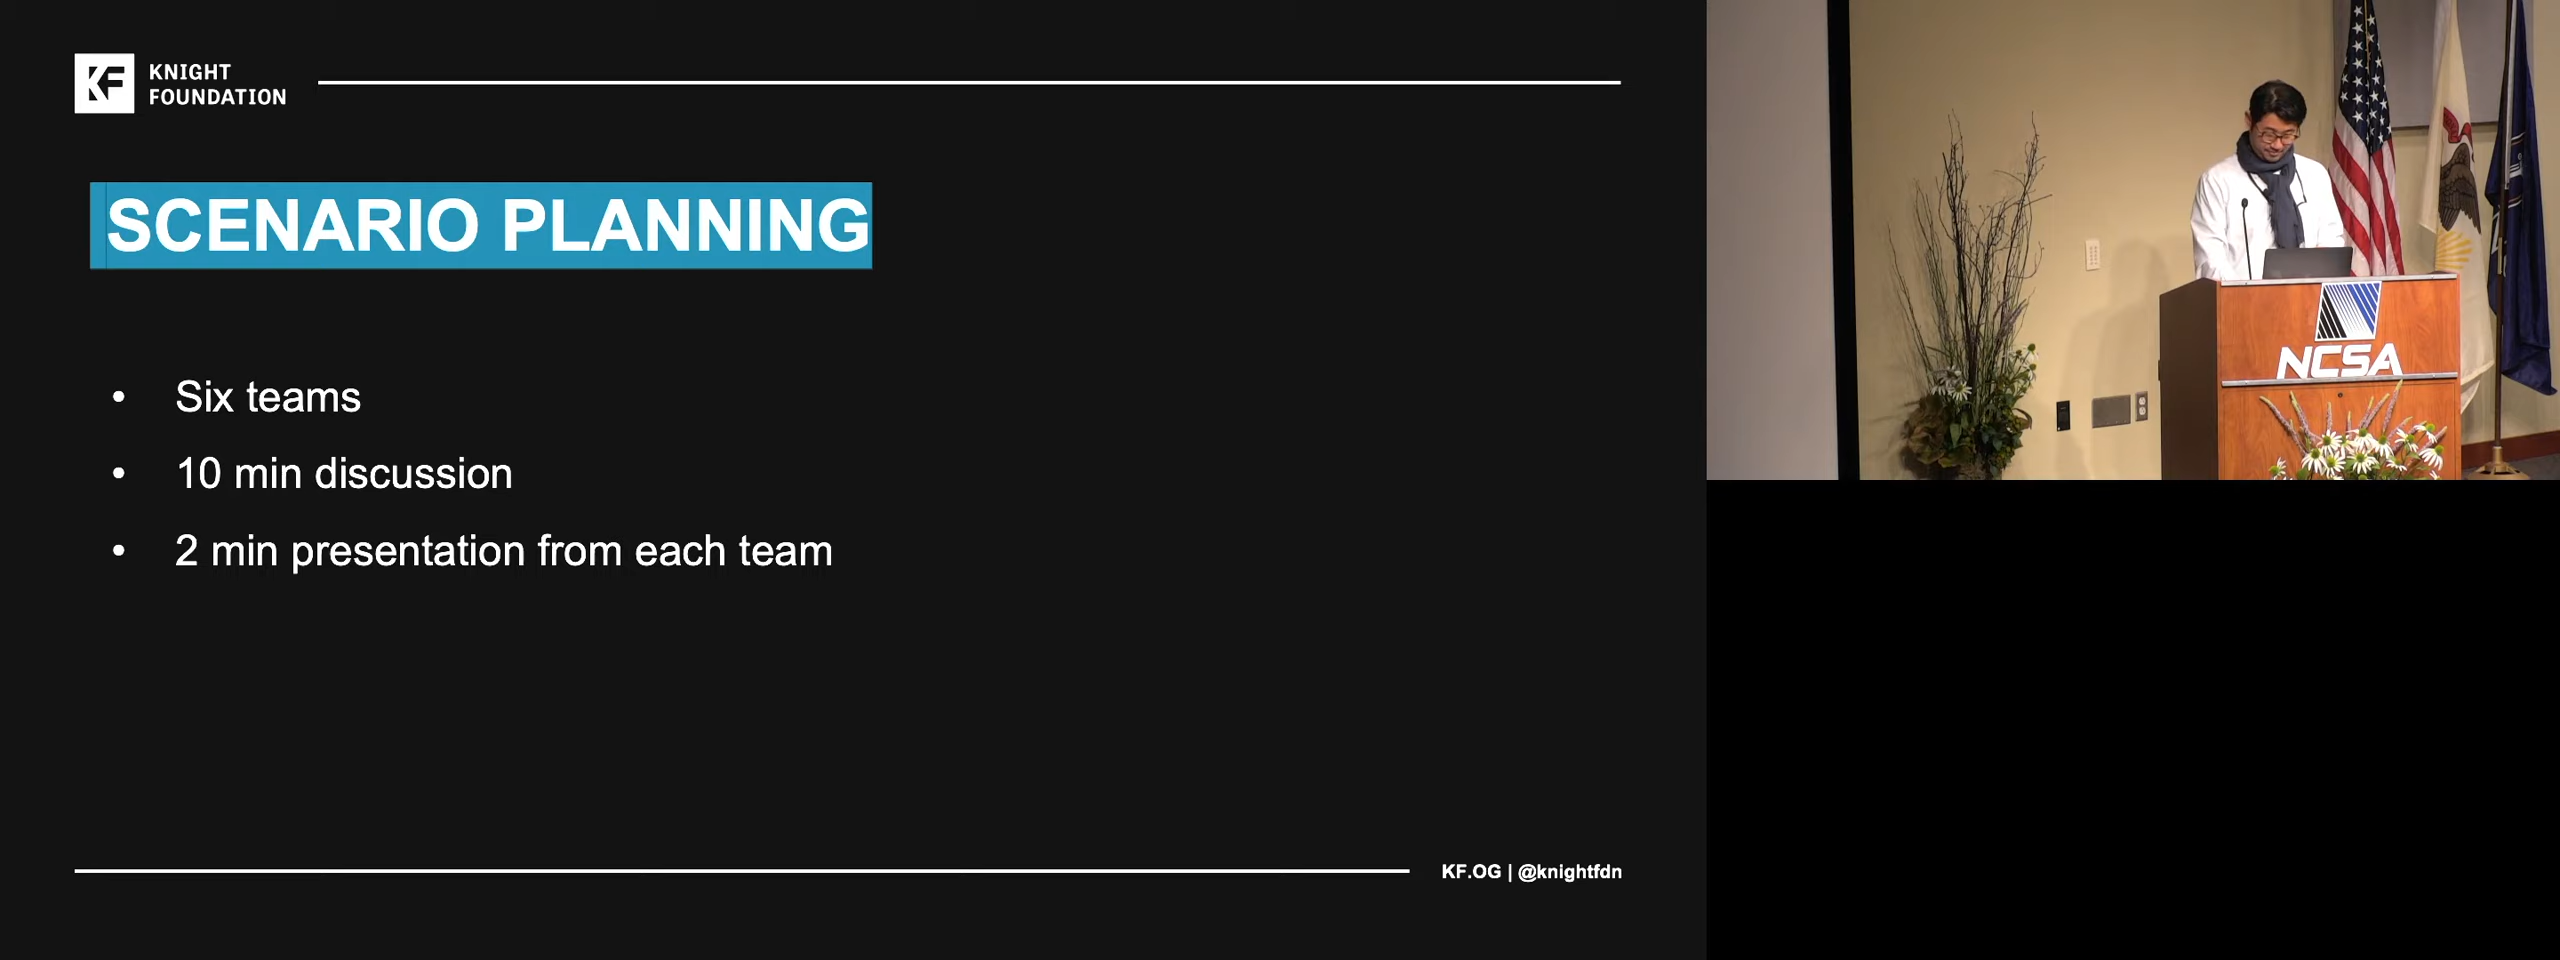 KNIGHT
FOUNDATION
SCENARIO PLANNING
• Six teams
• 10 min discussion
• 2 min presentation from each team
KF.OG | @knightfdn
NCSA